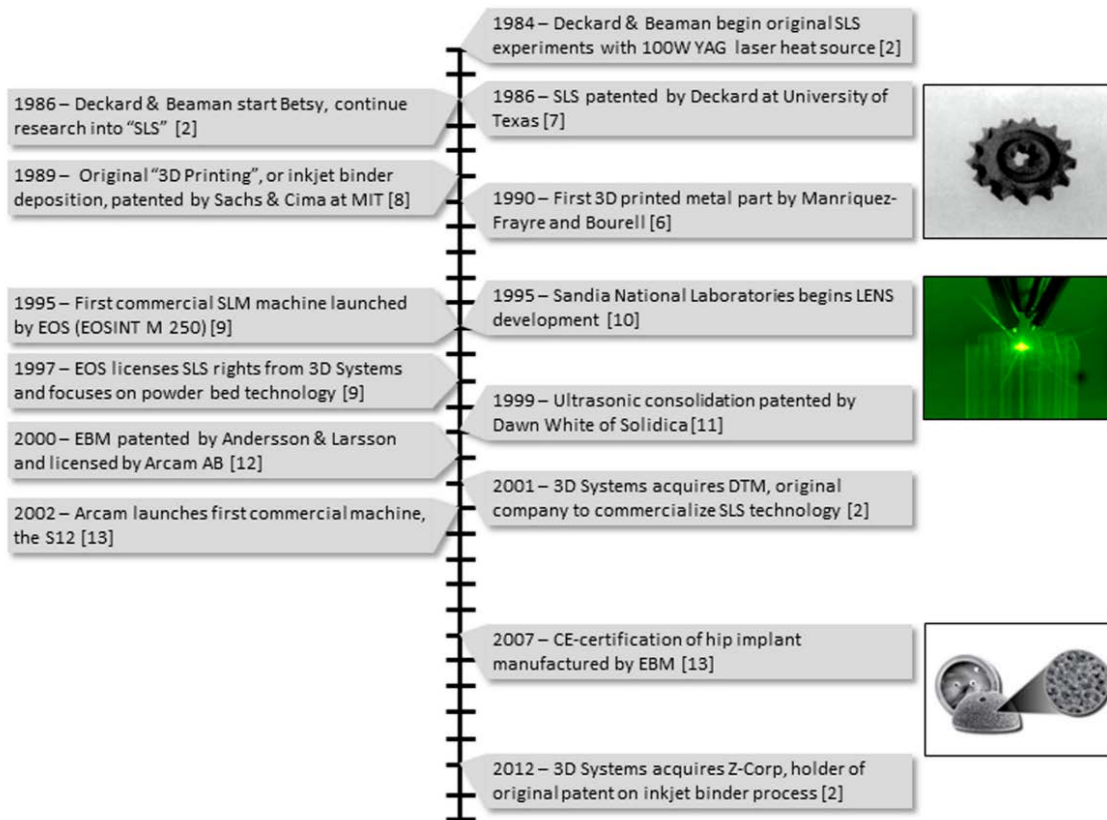 1984 – Deckard & Beaman begin original SLS
experiments with 100W YAG laser heat source [2]
1986 – Deckard & Beaman start Betsy, continue
research into “SLS” [2]
1986 – SLS patented by Deckard at University of
Texas [7]
1989 – Original “3D Printing”, or inkjet binder
deposition, patented by Sachs & Cima at MIT [8]
1990 – First 3D printed metal part by Manriquez-
Frayre and Bourell [6]
1995 – First commercial SLM machine launched
by EOS (EOSINT M 250) [9]
1995 – Sandia National Laboratories begins LENS
development [10]
1997 – EOS licenses SLS rights from 3D Systems
and focuses on powder bed technology [9]
1999 – Ultrasonic consolidation patented by
Dawn White of Solidica [11]
2000 – EBM patented by Andersson & Larsson
and licensed by Arcam AB [12]
2001 – 3D Systems acquires DTM, original
company to commercialize SLS technology [2]
2002 – Arcam launches first commercial machine,
the S12 [13]
2007 – CE-certification of hip implant
manufactured by EBM [13]
2012 – 3D Systems acquires Z-Corp, holder of
original patent on inkjet binder process [2]